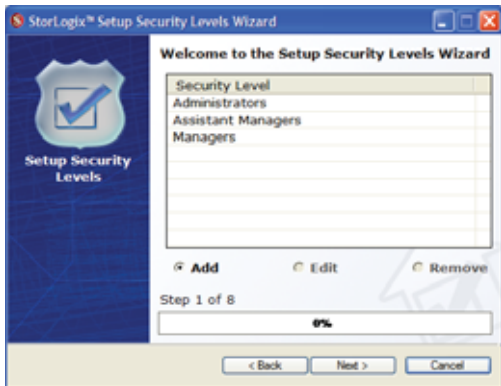 StorLogix™ Setup Security Levels Wizard
Welcome to the Setup Security Levels Wizard
Security Level
Administrators
Assistant Managers
Managers
Setup Security
Levels
Add Edit Remove
Step 1 of 8
0%
< Back Next > Cancel